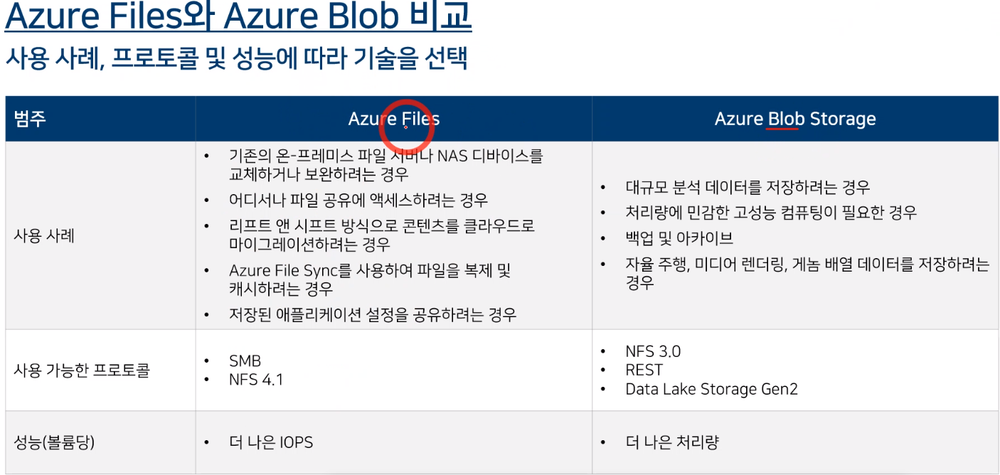 Azure Files와 Azure Blob 비교
사용 사례, 프로토콜 및 성능에 따라 기술을 선택
범주
Azure Files
Azure Blob Storage
사용 사례
• 기존의 온-프레미스 파일 서버나 NAS 디바이스를
교체하거나 보완하려는 경우
• 어디서나 파일 공유에 액세스하려는 경우
• 리프트 앤 시프트 방식으로 콘텐츠를 클라우드로
마이그레이션하려는 경우
• Azure File Sync를 사용하여 파일을 복제 및
캐시하려는 경우
• 저장된 애플리케이션 설정을 공유하려는 경우
• 대규모 분석 데이터를 저장하려는 경우
• 처리량에 민감한 고성능 컴퓨팅이 필요한 경우
• 백업 및 아카이브
• 자율 주행, 미디어 렌더링, 게놈 배열 데이터를 저장하려는
경우
사용 가능한 프로토콜
• SMB
• NFS 4.1
• NFS 3.0
• REST
• Data Lake Storage Gen2
성능(볼륨당)
• 더 나은 IOPS
• 더 나은 처리량